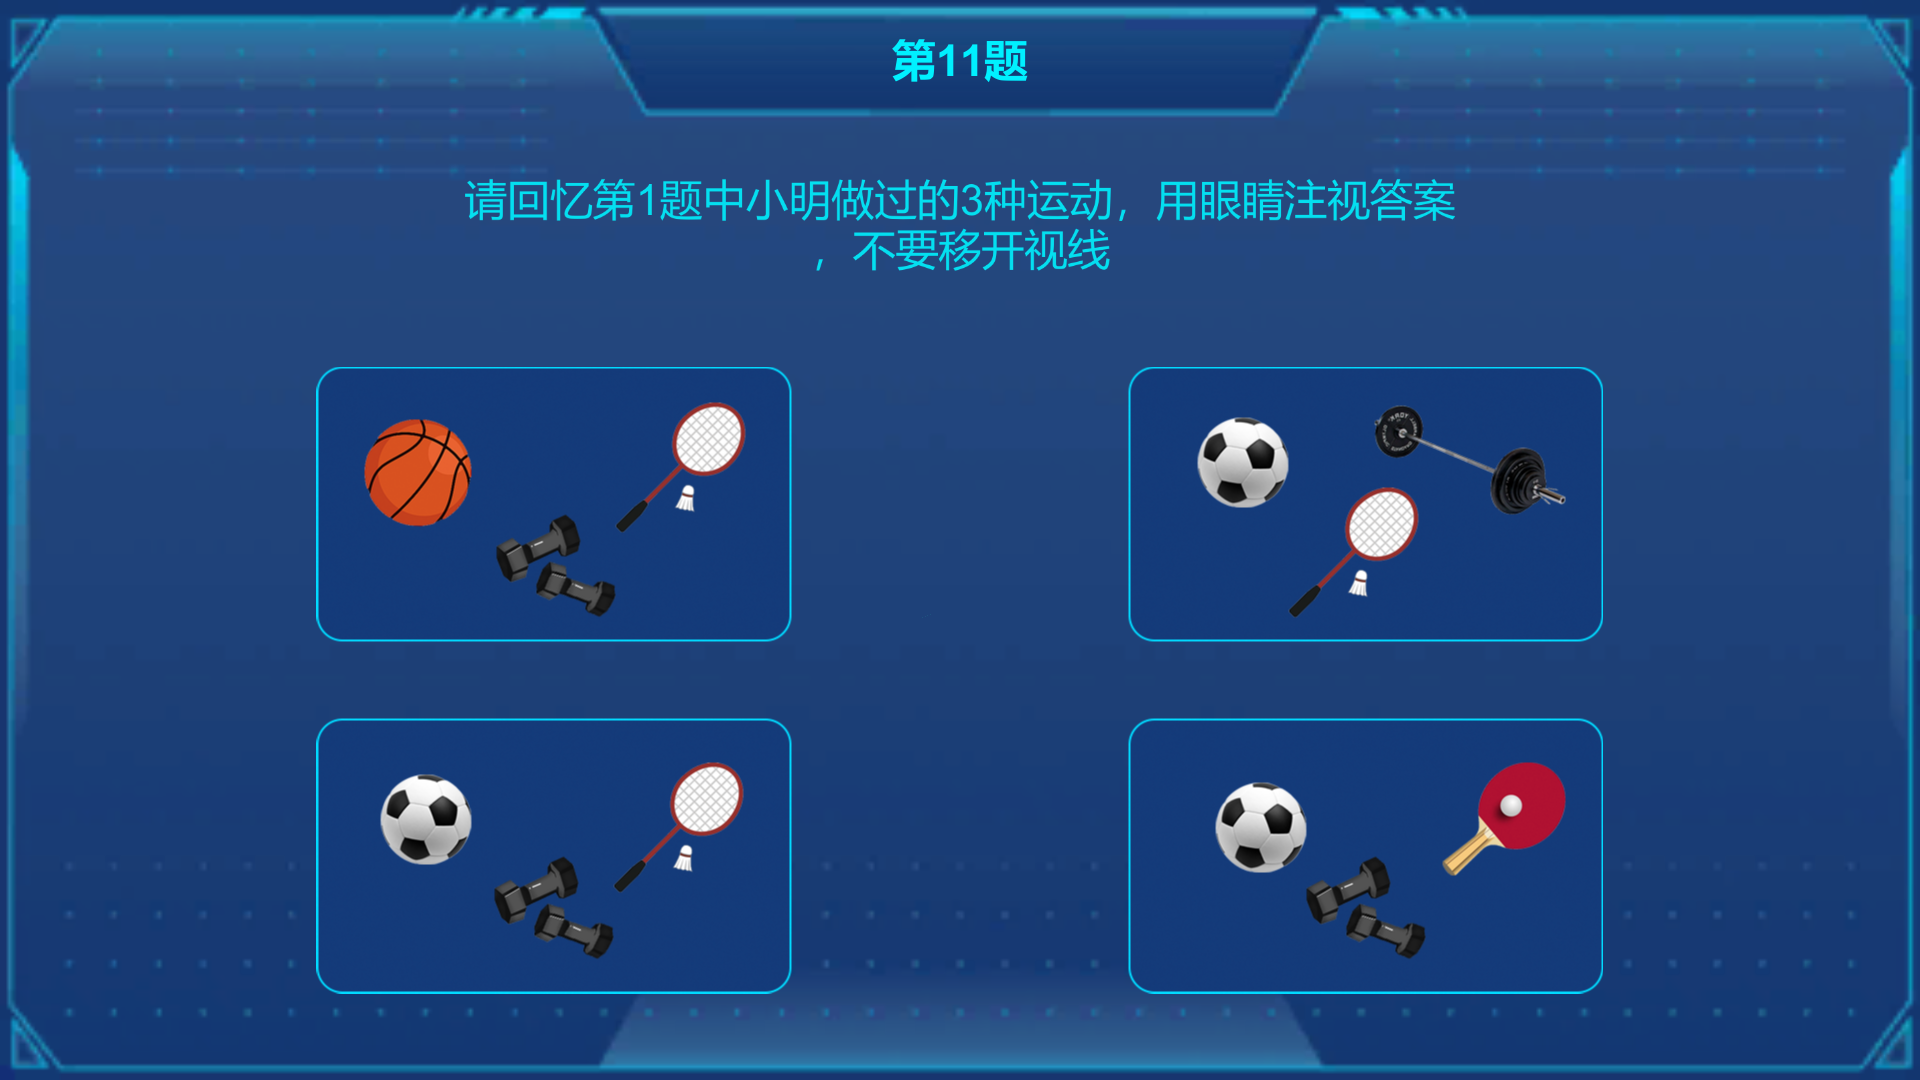 第11题
请回忆第1题中小明做过的3种运动，用眼睛注视答案
，不要移开视线